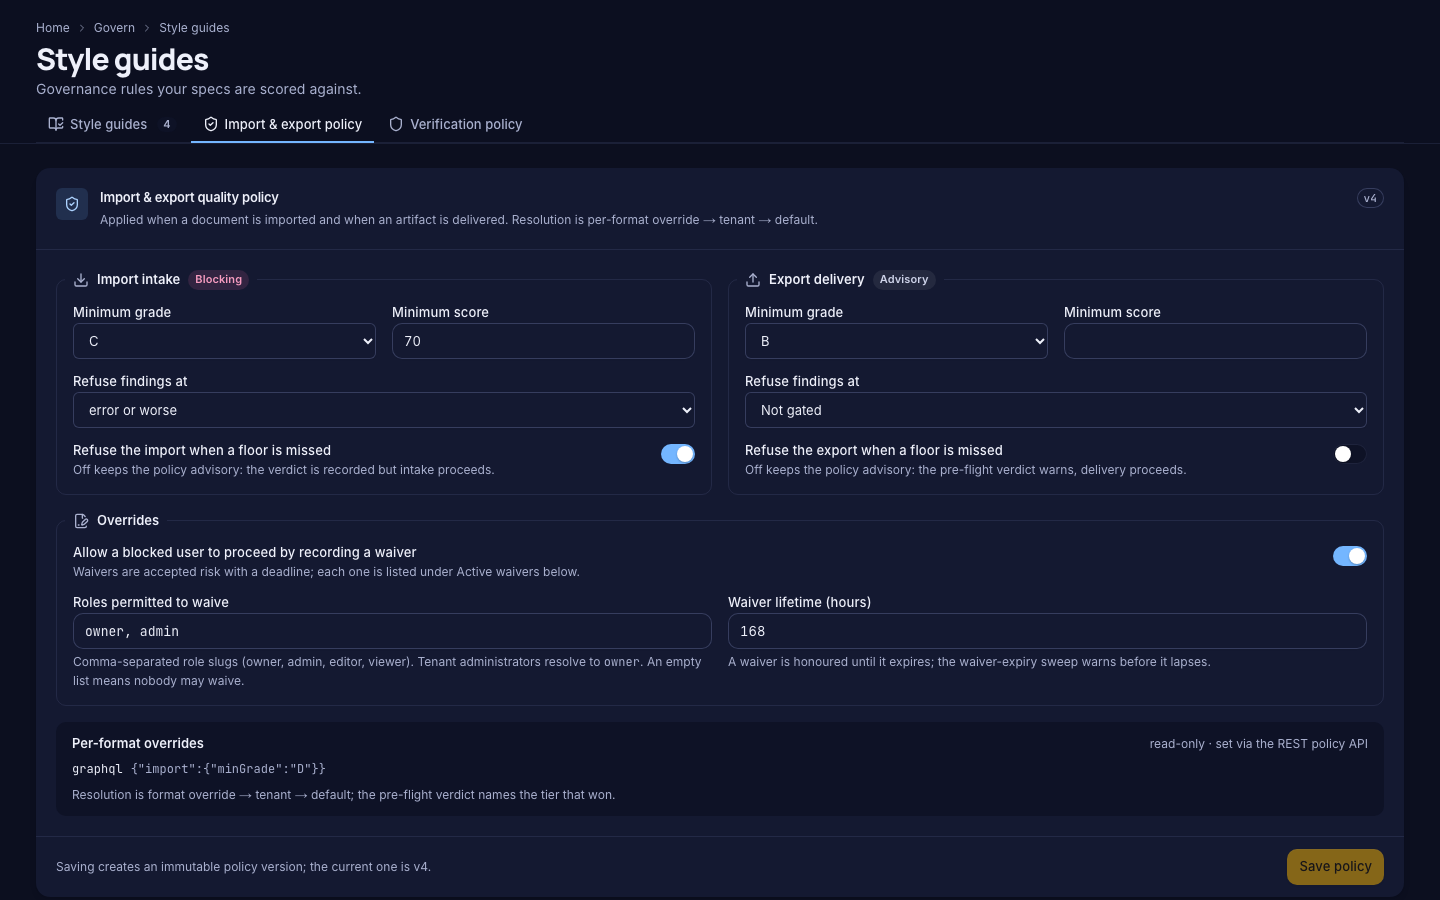 Home > Govern > Style guides
Style guides
Governance rules your specs are scored against.
Style guides 4 Import & export policy Verification policy
Import & export quality policy v4
Applied when a document is imported and when an artifact is delivered. Resolution is per-format override → tenant → default.
Import intake Blocking
Minimum grade Minimum score
C 70
Refuse findings at
error or worse
Refuse the import when a floor is missed
Off keeps the policy advisory: the verdict is recorded but intake proceeds.
Export delivery Advisory
Minimum grade Minimum score
B
Refuse findings at
Not gated
Refuse the export when a floor is missed
Off keeps the policy advisory: the pre-flight verdict warns, delivery proceeds.
Overrides
Allow a blocked user to proceed by recording a waiver
Waivers are accepted risk with a deadline; each one is listed under Active waivers below.
Roles permitted to waive
owner, admin
Comma-separated role slugs (owner, admin, editor, viewer). Tenant administrators resolve to owner. An empty
list means nobody may waive.
Waiver lifetime (hours)
168
A waiver is honoured until it expires; the waiver-expiry sweep warns before it lapses.
Per-format overrides read-only · set via the REST policy API
graphql {"import":{"minGrade":"D"}}
Resolution is format override → tenant → default; the pre-flight verdict names the tier that won.
Saving creates an immutable policy version; the current one is v4.
Save policy